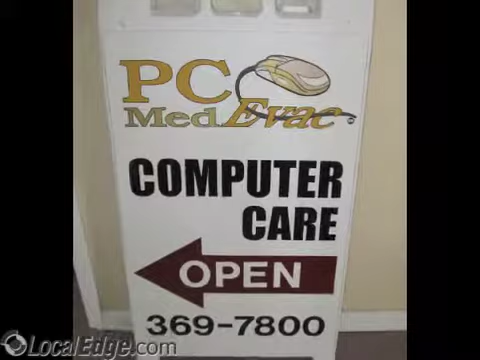 PC
MedEvac
COMPUTER
CARE
OPEN
369-7800
LocalEdge.com